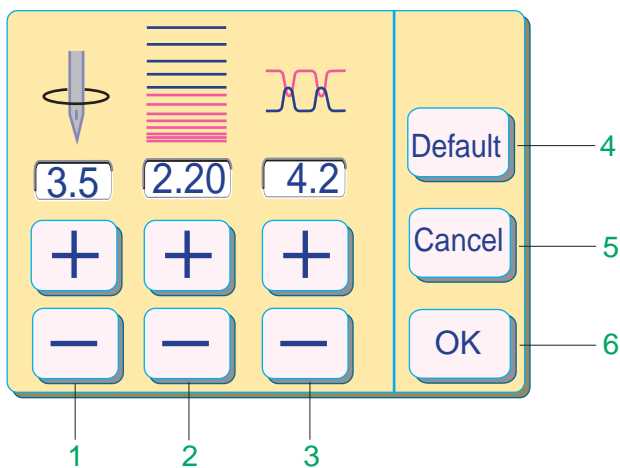 3.5 2.20 4.2
+ + +
− − −
Default 4
Cancel 5
OK 6
1 2 3